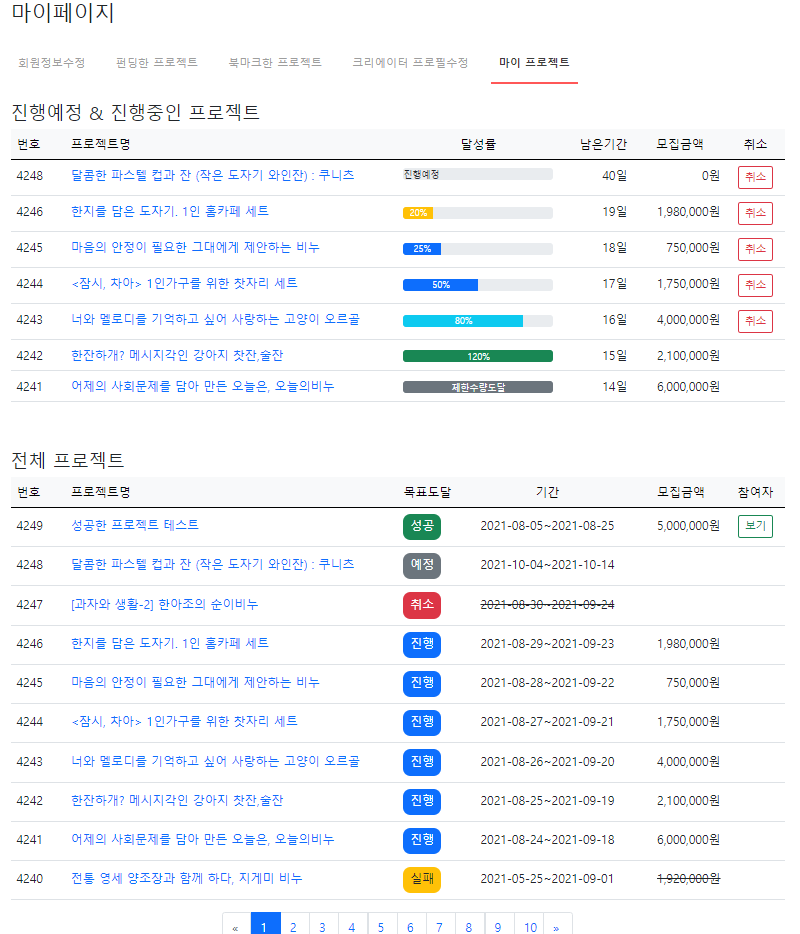 마이페이지
회원정보수정 펀딩한 프로젝트 북마크한 프로젝트 크리에이터 프로필수정 마이 프로젝트
진행예정 & 진행중인 프로젝트
번호 프로젝트명 달성률 남은기간 모집금액 취소
4248 달콤한 파스텔 컵과 잔 (작은 도자기 와인잔) : 쿠니츠 진행예정 40일 0원 취소
4246 한지를 담은 도자기. 1인 홈카페 세트 20% 19일 1,980,000원 취소
4245 마음의 안정이 필요한 그대에게 제안하는 비누 25% 18일 750,000원 취소
4244 <잠시, 차아> 1인가구를 위한 찻자리 세트 50% 17일 1,750,000원 취소
4243 너와 멜로디를 기억하고 싶어 사랑하는 고양이 오르골 80% 16일 4,000,000원 취소
4242 한잔하개? 메시지각인 강아지 찻잔,술잔 120% 15일 2,100,000원
4241 어제의 사회문제를 담아 만든 오늘은, 오늘의비누 제한수량도달 14일 6,000,000원
전체 프로젝트
번호 프로젝트명 목표도달 기간 모집금액 참여자
4249 성공한 프로젝트 테스트 성공 2021-08-05~2021-08-25 5,000,000원 보기
4248 달콤한 파스텔 컵과 잔 (작은 도자기 와인잔) : 쿠니츠 예정 2021-10-04~2021-10-14
4247 [과자와 생활-2] 한아조의 순이비누 취소 2021-08-30~2021-09-24
4246 한지를 담은 도자기. 1인 홈카페 세트 진행 2021-08-29~2021-09-23 1,980,000원
4245 마음의 안정이 필요한 그대에게 제안하는 비누 진행 2021-08-28~2021-09-22 750,000원
4244 <잠시, 차아> 1인가구를 위한 찻자리 세트 진행 2021-08-27~2021-09-21 1,750,000원
4243 너와 멜로디를 기억하고 싶어 사랑하는 고양이 오르골 진행 2021-08-26~2021-09-20 4,000,000원
4242 한잔하개? 메시지각인 강아지 찻잔,술잔 진행 2021-08-25~2021-09-19 2,100,000원
4241 어제의 사회문제를 담아 만든 오늘은, 오늘의비누 진행 2021-08-24~2021-09-18 6,000,000원
4240 전통 영세 양조장과 함께 하다, 지게미 비누 실패 2021-05-25~2021-09-01 1,920,000원
« 1 2 3 4 5 6 7 8 9 10 »